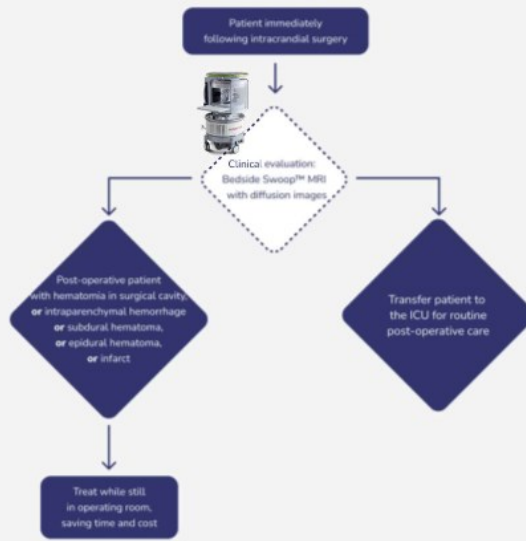 Patient immediately
following intracrandial surgery
Clinical evaluation:
Bedside Swoop™ MRI
with diffusion images
Post-operative patient
with hematomia in surgical cavity,
or intraparenchymal hemorrhage
or subdural hematoma,
or epidural hematoma,
or infarct
Transfer patient to
the ICU for routine
post-operative care
Treat while still
in operating room,
saving time and cost